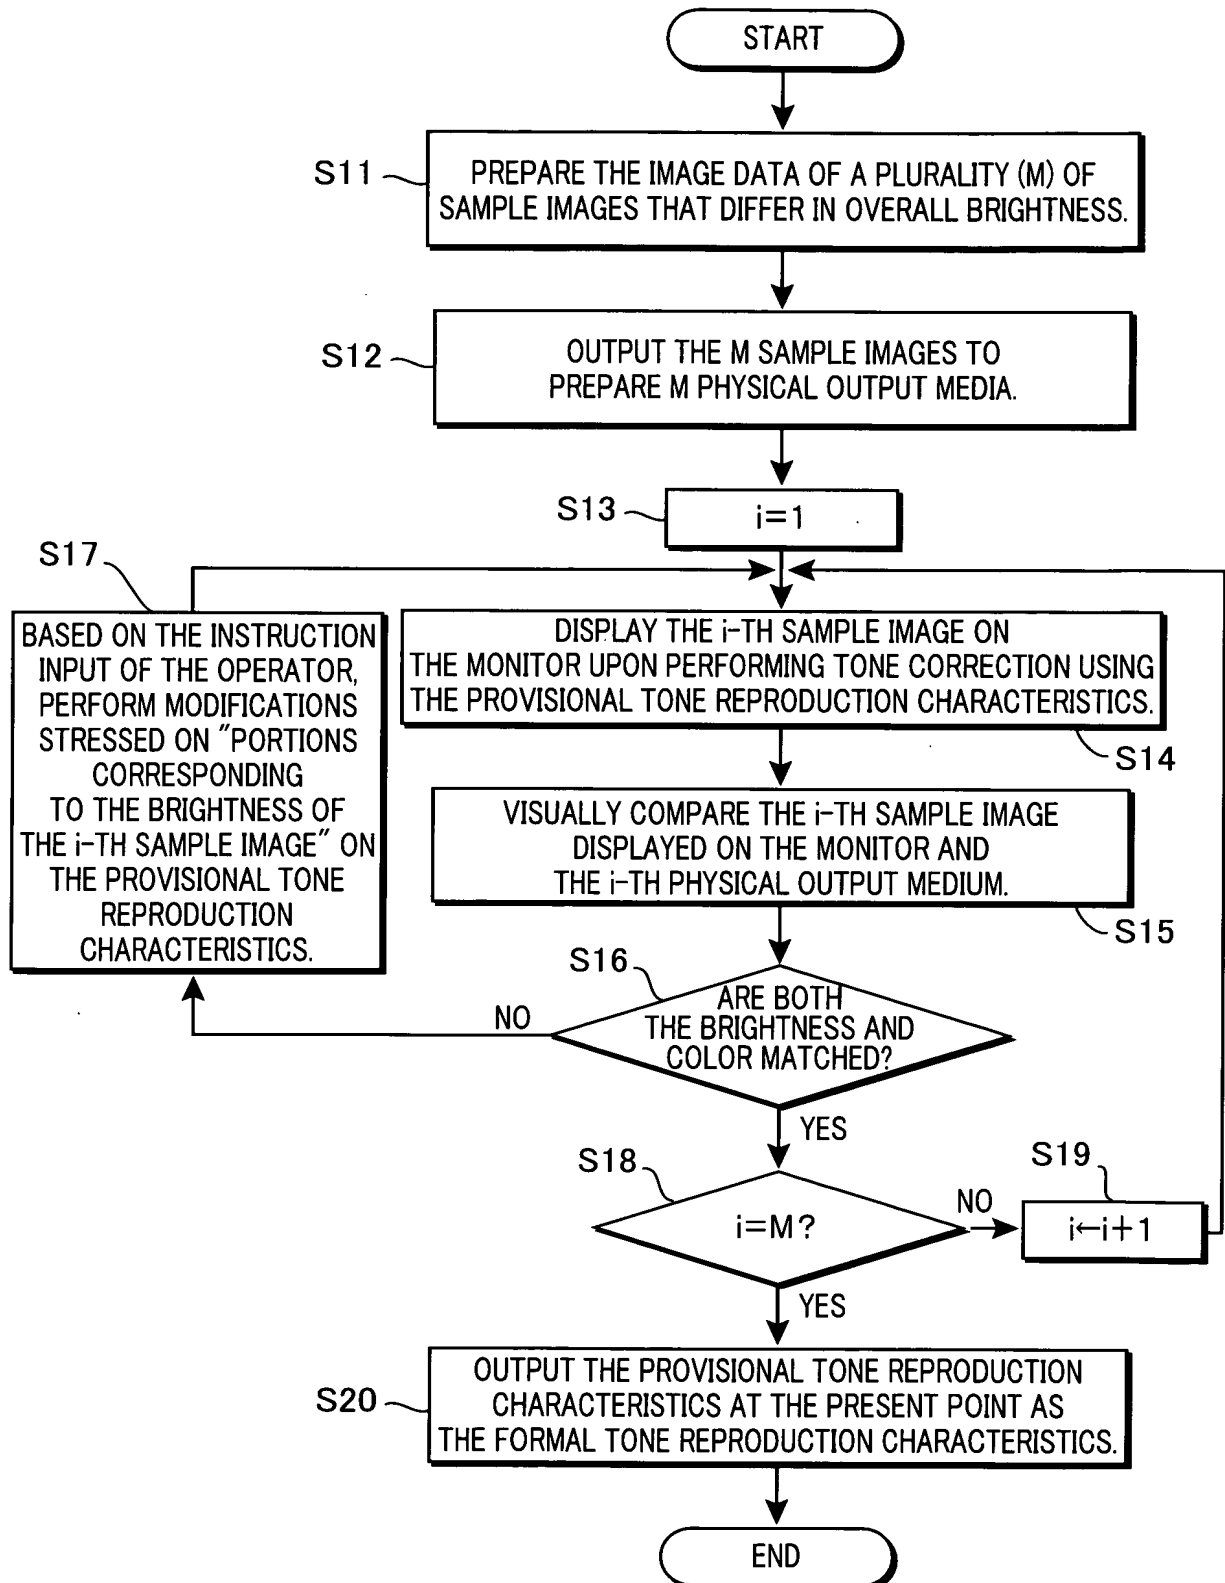 START
S11
PREPARE THE IMAGE DATA OF A PLURALITY (M) OF
SAMPLE IMAGES THAT DIFFER IN OVERALL BRIGHTNESS.
S12
OUTPUT THE M SAMPLE IMAGES TO
PREPARE M PHYSICAL OUTPUT MEDIA.
S13
i=1
S17
BASED ON THE INSTRUCTION
INPUT OF THE OPERATOR,
PERFORM MODIFICATIONS
STRESSED ON "PORTIONS
CORRESPONDING
TO THE BRIGHTNESS OF
THE i-TH SAMPLE IMAGE" ON
THE PROVISIONAL TONE
REPRODUCTION
CHARACTERISTICS.
DISPLAY THE i-TH SAMPLE IMAGE ON
THE MONITOR UPON PERFORMING TONE CORRECTION USING
THE PROVISIONAL TONE REPRODUCTION CHARACTERISTICS.
S14
VISUALLY COMPARE THE i-TH SAMPLE IMAGE
DISPLAYED ON THE MONITOR AND
THE i-TH PHYSICAL OUTPUT MEDIUM.
S15
S16
ARE BOTH
THE BRIGHTNESS AND
COLOR MATCHED?
NO
YES
S18
i=M?
NO
S19
i←i+1
YES
S20
OUTPUT THE PROVISIONAL TONE REPRODUCTION
CHARACTERISTICS AT THE PRESENT POINT AS
THE FORMAL TONE REPRODUCTION CHARACTERISTICS.
END